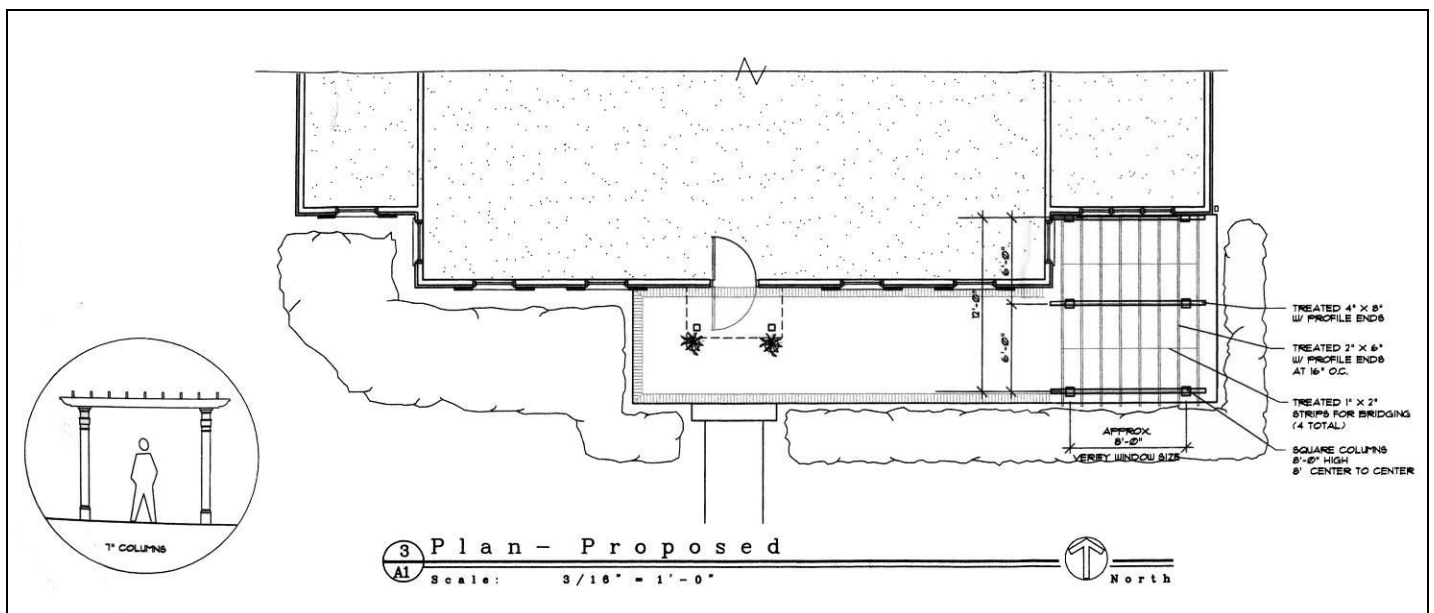 6'-0"
12'-0"
6'-0"
TREATED 4" X 8"
W/ PROFILE ENDS
TREATED 2" X 6"
W/ PROFILE ENDS
AT 16" O.C.
TREATED 1" X 2"
STRIPS FOR BRIDGING
(4 TOTAL)
SQUARE COLUMNS
8'-0" HIGH
8' CENTER TO CENTER
APPROX.
8'-0"
VERIFY WINDOW SIZE
7" COLUMNS
3
A1
Plan- Proposed
Scale: 3/16" = 1'-0"
North